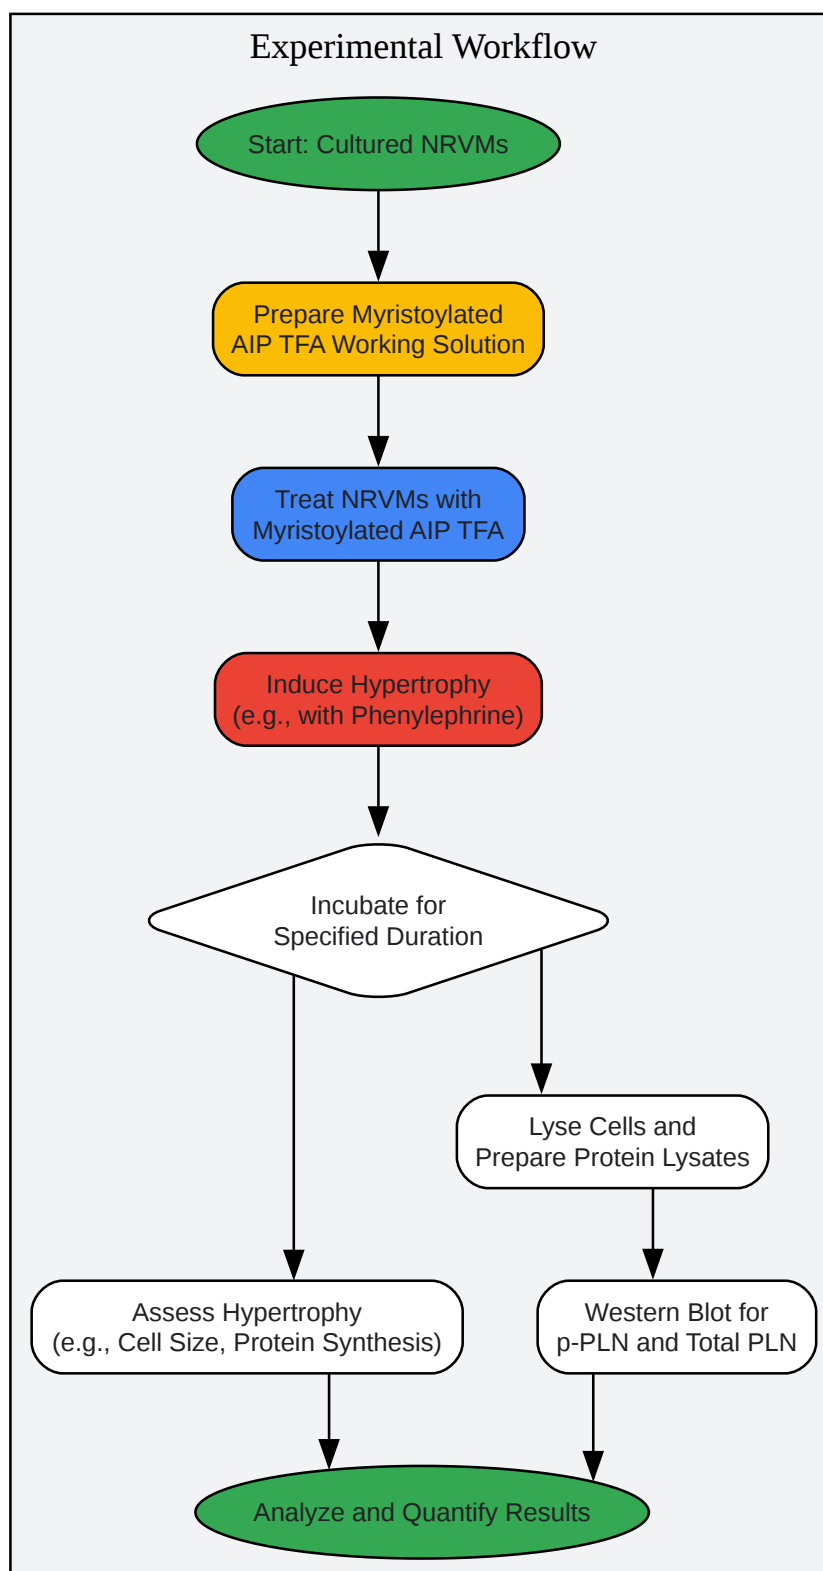 Experimental Workflow
Start: Cultured NRVMs
Prepare Myristoylated
AIP TFA Working Solution
Treat NRVMs with
Myristoylated AIP TFA
Induce Hypertrophy
(e.g., with Phenylephrine)
Incubate for
Specified Duration
Lyse Cells and
Prepare Protein Lysates
Assess Hypertrophy
(e.g., Cell Size, Protein Synthesis)
Western Blot for
p-PLN and Total PLN
Analyze and Quantify Results